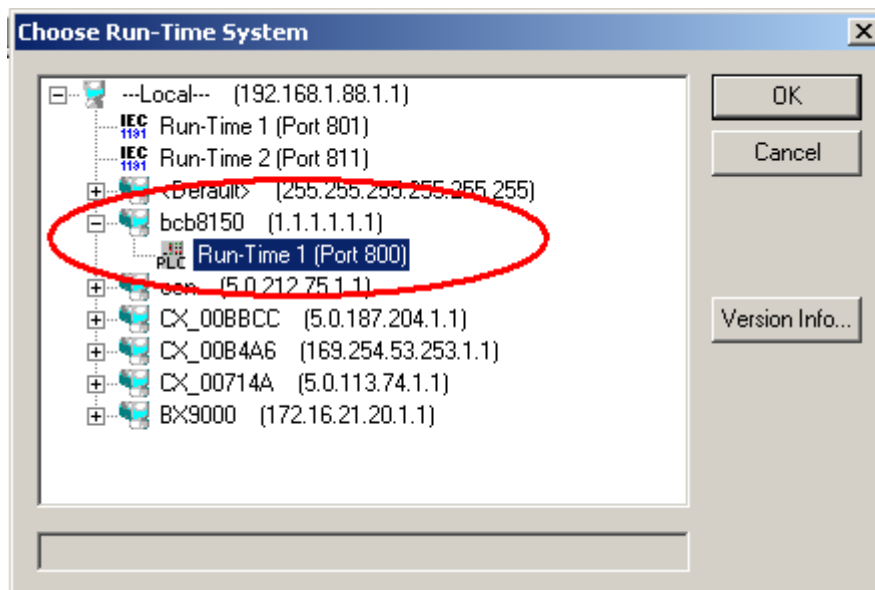 Choose Run-Time System
---Local--- (192.168.1.88.1.1)
IEC 1131 Run-Time 1 (Port 801)
IEC 1131 Run-Time 2 (Port 811)
<Default> (255.255.255.255.255.255)
bcb8150 (1.1.1.1.1.1)
PLC Run-Time 1 (Port 800)
(5.0.212.75.1.1)
CX_00BBCC (5.0.187.204.1.1)
CX_00B4A6 (169.254.53.253.1.1)
CX_00714A (5.0.113.74.1.1)
BX9000 (172.16.21.20.1.1)
OK
Cancel
Version Info...